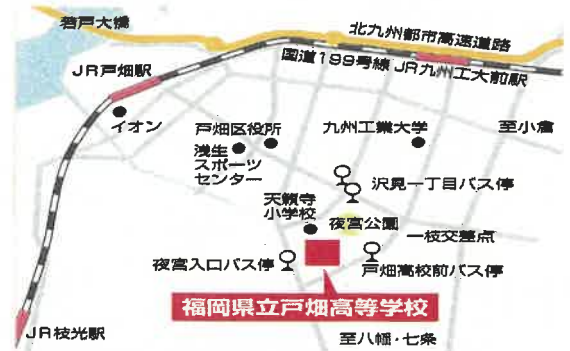 若戸大橋
北九州都市高速道路
国道199号線
JR九州工大前駅
JR戸畑駅
イオン
戸畑区役所
九州工業大学
至小倉
浅生
スポーツ
センター
沢見一丁目バス停
天籟寺
小学校
夜宮公園
一枝交差点
夜宮入口バス停
戸畑高校前バス停
福岡県立戸畑高等学校
JR枝光駅
至八幡・七条